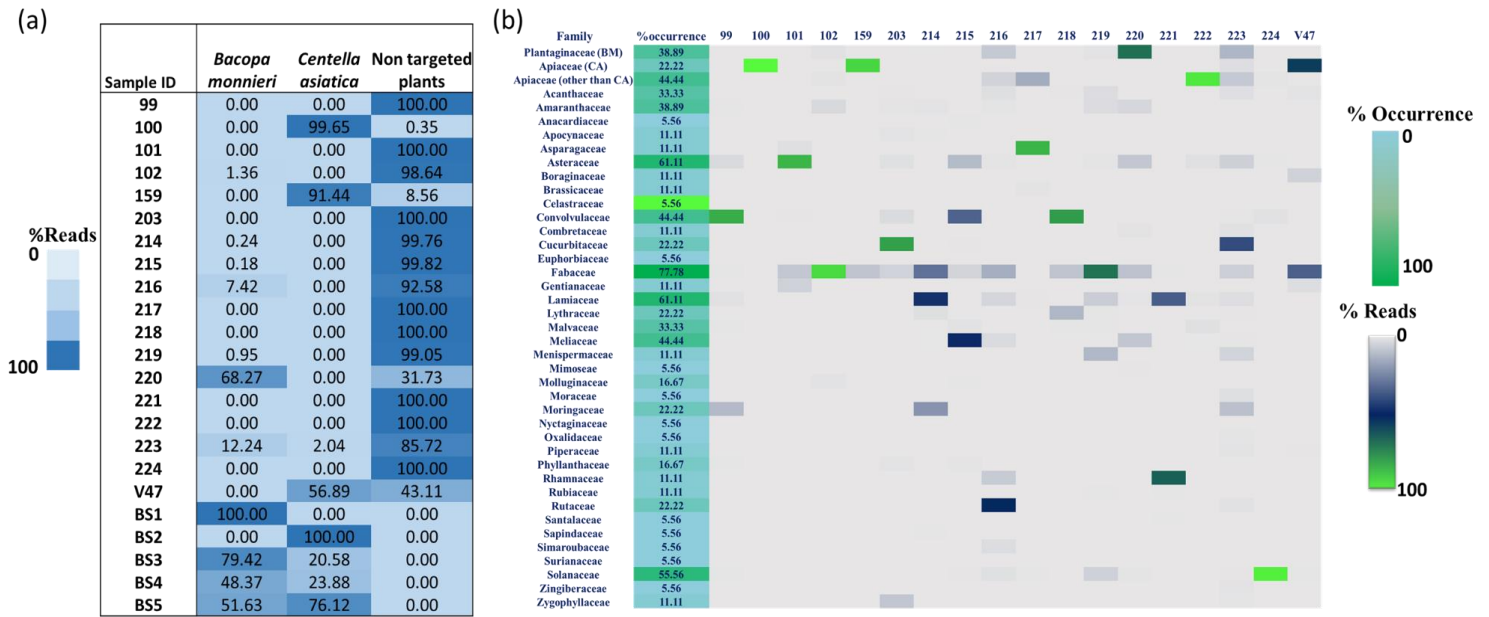 (a)
Sample ID Bacopa monnieri Centella asiatica Non targeted plants
99 0.00 0.00 100.00
100 0.00 99.65 0.35
101 0.00 0.00 100.00
102 1.36 0.00 98.64
159 0.00 91.44 8.56
203 0.00 0.00 100.00
214 0.24 0.00 99.76
215 0.18 0.00 99.82
216 7.42 0.00 92.58
217 0.00 0.00 100.00
218 0.00 0.00 100.00
219 0.95 0.00 99.05
220 68.27 0.00 31.73
221 0.00 0.00 100.00
222 0.00 0.00 100.00
223 12.24 2.04 85.72
224 0.00 0.00 100.00
V47 0.00 56.89 43.11
BS1 100.00 0.00 0.00
BS2 0.00 100.00 0.00
BS3 79.42 20.58 0.00
BS4 48.37 23.88 0.00
BS5 51.63 76.12 0.00
%Reads
0
100
(b)
Family %occurrence 99 100 101 102 159 203 214 215 216 217 218 219 220 221 222 223 224 V47
Plantaginaceae (BM) 38.89
Apiaceae (CA) 22.22
Apiaceae (other than CA) 44.44
Acanthaceae 33.33
Amaranthaceae 38.89
Anacardiaceae 5.56
Apocynaceae 11.11
Asparagaceae 11.11
Asteraceae 61.11
Boraginaceae 11.11
Brassicaceae 11.11
Celastraceae 5.56
Convolvulaceae 44.44
Combretaceae 11.11
Cucurbitaceae 22.22
Euphorbiaceae 5.56
Fabaceae 77.78
Gentianaceae 11.11
Lamiaceae 61.11
Lythraceae 22.22
Malvaceae 33.33
Meliaceae 44.44
Menispermaceae 11.11
Mimoseae 5.56
Molluginaceae 16.67
Moraceae 5.56
Moringaceae 22.22
Nyctaginaceae 5.56
Oxalidaceae 5.56
Piperaceae 11.11
Phyllanthaceae 16.67
Rhamnaceae 11.11
Rubiaceae 11.11
Rutaceae 22.22
Santalaceae 5.56
Sapindaceae 5.56
Simaroubaceae 5.56
Surianaceae 5.56
Solanaceae 55.56
Zingiberaceae 5.56
Zygophyllaceae 11.11
% Occurrence
0
100
% Reads
0
100